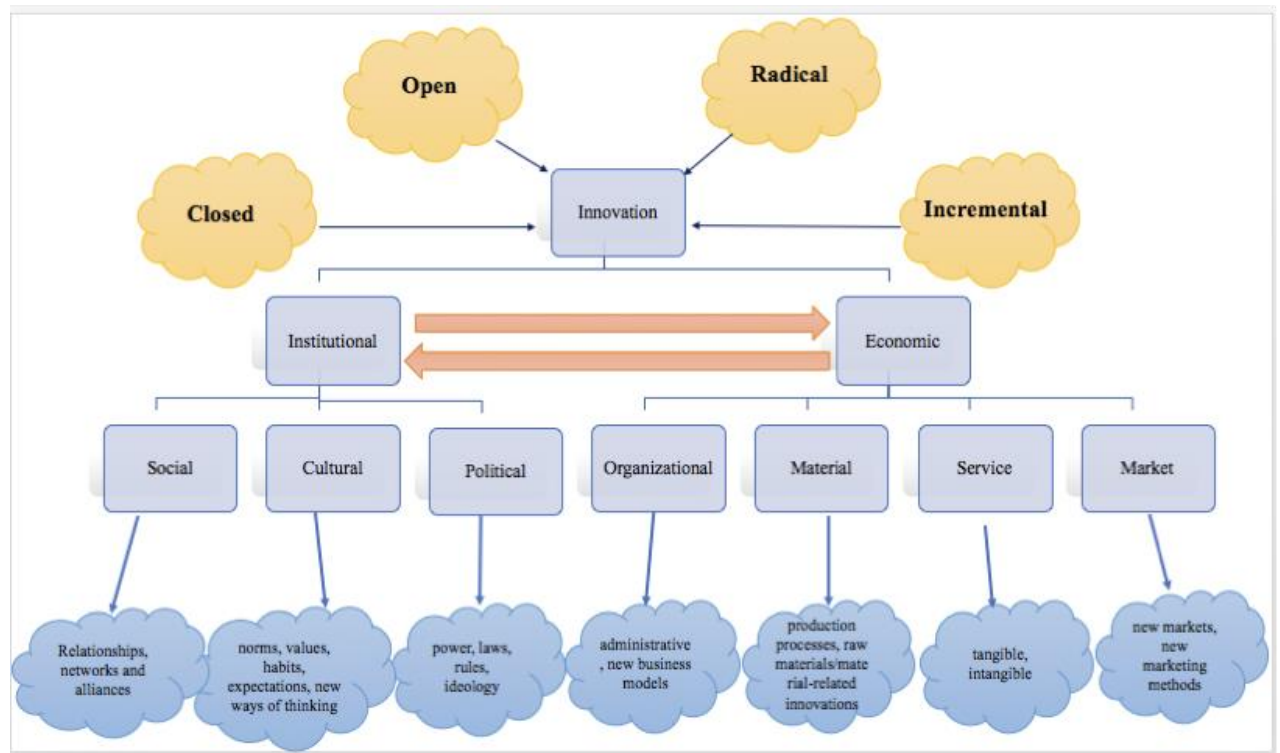 Open
Radical
Closed
Innovation
Incremental
Institutional
Economic
Social
Cultural
Political
Organizational
Material
Service
Market
Relationships,
networks and
alliances
norms, values,
habits,
expectations, new
ways of thinking
power, laws,
rules,
ideology
administrative
, new business
models
production
processes, raw
materials/mate
rial-related
innovations
tangible,
intangible
new markets,
new
marketing
methods